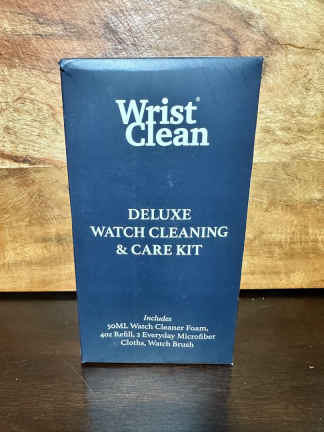 Wrist®
Clean
DELUXE
WATCH CLEANING
& CARE KIT
Includes
50ML Watch Cleaner Foam,
4oz Refill, 2 Everyday Microfiber
Cloths, Watch Brush